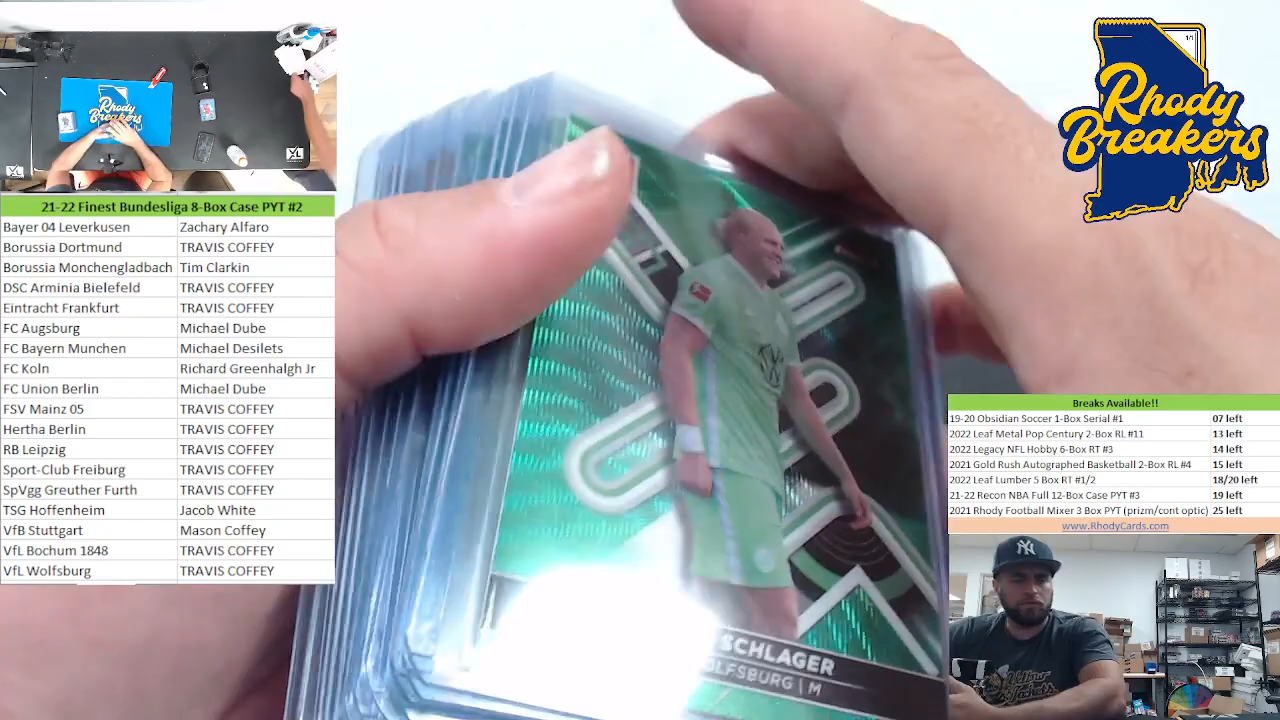 21-22 Finest Bundesliga 8-Box Case PYT #2
Bayer 04 Leverkusen Zachary Alfaro
Borussia Dortmund TRAVIS COFFEY
Borussia Monchengladbach Tim Clarkin
DSC Arminia Bielefeld TRAVIS COFFEY
Eintracht Frankfurt TRAVIS COFFEY
FC Augsburg Michael Dube
FC Bayern Munchen Michael Desilets
FC Koln Richard Greenhalgh Jr
FC Union Berlin Michael Dube
FSV Mainz 05 TRAVIS COFFEY
Hertha Berlin TRAVIS COFFEY
RB Leipzig TRAVIS COFFEY
Sport-Club Freiburg TRAVIS COFFEY
SpVgg Greuther Furth TRAVIS COFFEY
TSG Hoffenheim Jacob White
VfB Stuttgart Mason Coffey
VfL Bochum 1848 TRAVIS COFFEY
VfL Wolfsburg TRAVIS COFFEY
Rhody
Breakers
SCHLAGER
OLFSBURG | M
Rhody
Breakers
1/1
Breaks Available!!
19-20 Obsidian Soccer 1-Box Serial #1 07 left
2022 Leaf Metal Pop Century 2-Box RL #11 13 left
2022 Legacy NFL Hobby 6-Box RT #3 14 left
2021 Gold Rush Autographed Basketball 2-Box RL #4 15 left
2022 Leaf Lumber 5 Box RT #1/2 18/20 left
21-22 Recon NBA Full 12-Box Case PYT #3 19 left
2021 Rhody Football Mixer 3 Box PYT (prizm/cont optic) 25 left
www.RhodyCards.com